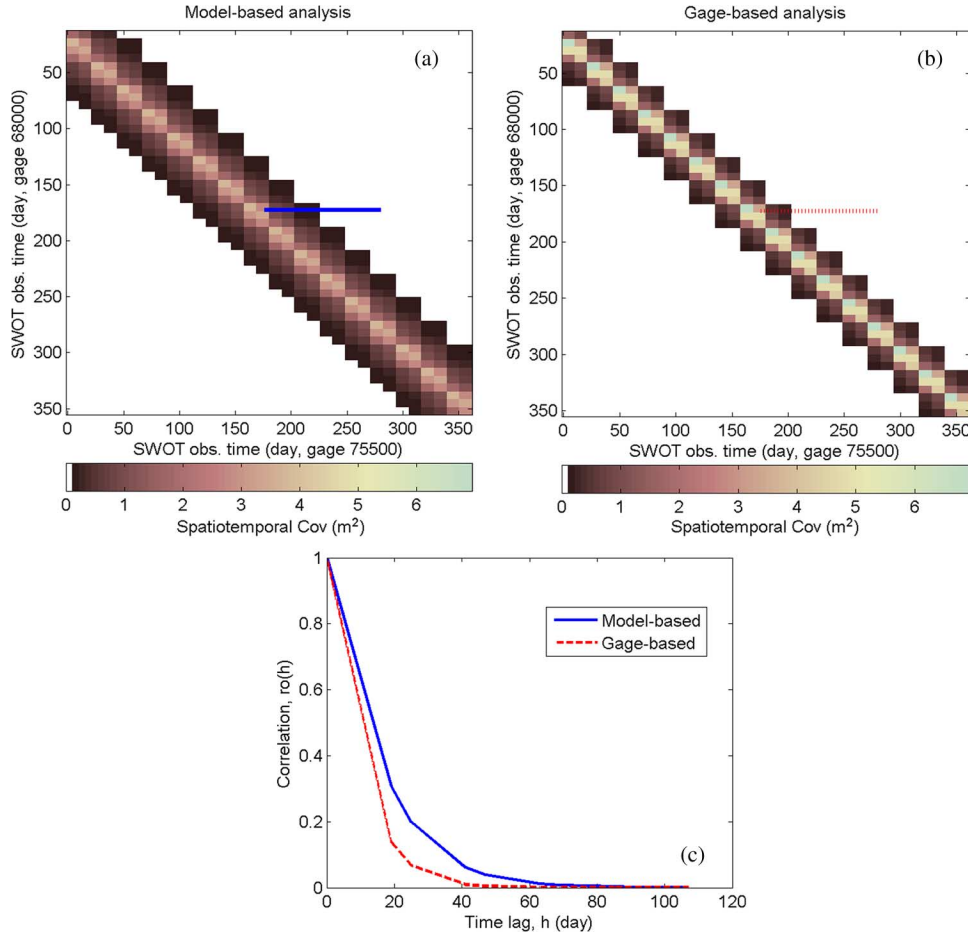 Model-based analysis
(a)
SWOT obs. time (day, gage 68000)
50
100
150
200
250
300
350
0 50 100 150 200 250 300 350
SWOT obs. time (day, gage 75500)
0 1 2 3 4 5 6
Spatiotemporal Cov (m²)
Gage-based analysis
(b)
SWOT obs. time (day, gage 68000)
50
100
150
200
250
300
350
0 50 100 150 200 250 300 350
SWOT obs. time (day, gage 75500)
0 1 2 3 4 5 6
Spatiotemporal Cov (m²)
Correlation, ro(h)
1
0.8
0.6
0.4
0.2
0
Model-based
Gage-based
(c)
0 20 40 60 80 100 120
Time lag, h (day)